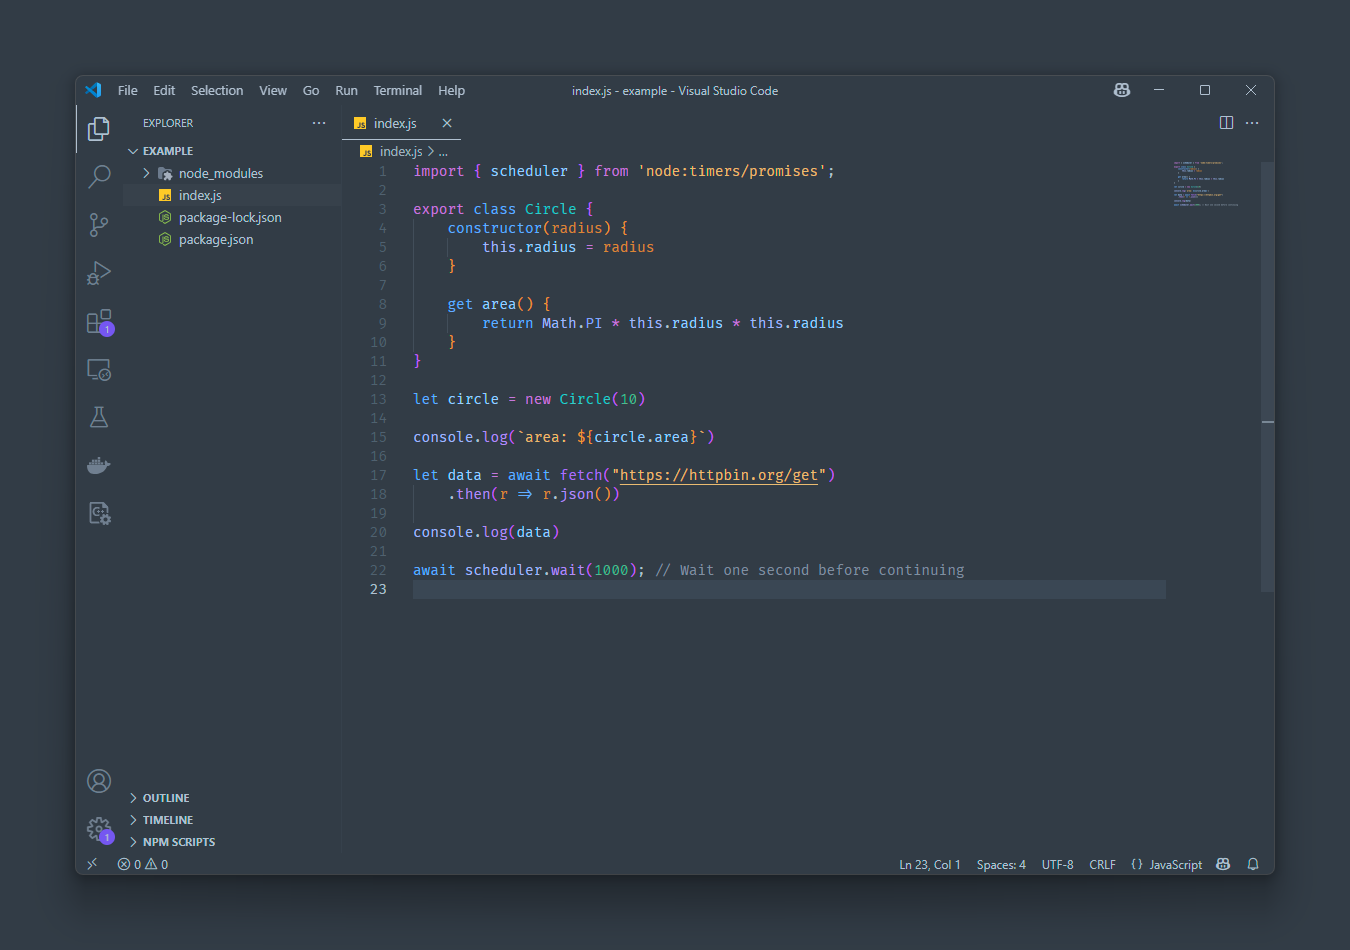 File Edit Selection View Go Run Terminal Help
index.js - example - Visual Studio Code
EXPLORER
EXAMPLE
node_modules
JS index.js
package-lock.json
package.json
OUTLINE
TIMELINE
NPM SCRIPTS
1
1
JS index.js
JS index.js > ...
1 import { scheduler } from 'node:timers/promises';
2
3 export class Circle {
4     constructor(radius) {
5         this.radius = radius
6     }
7
8     get area() {
9         return Math.PI * this.radius * this.radius
10     }
11 }
12
13 let circle = new Circle(10)
14
15 console.log(`area: ${circle.area}`)
16
17 let data = await fetch("https://httpbin.org/get")
18     .then(r => r.json())
19
20 console.log(data)
21
22 await scheduler.wait(1000); // Wait one second before continuing
23
0 0
Ln 23, Col 1 Spaces: 4 UTF-8 CRLF {} JavaScript